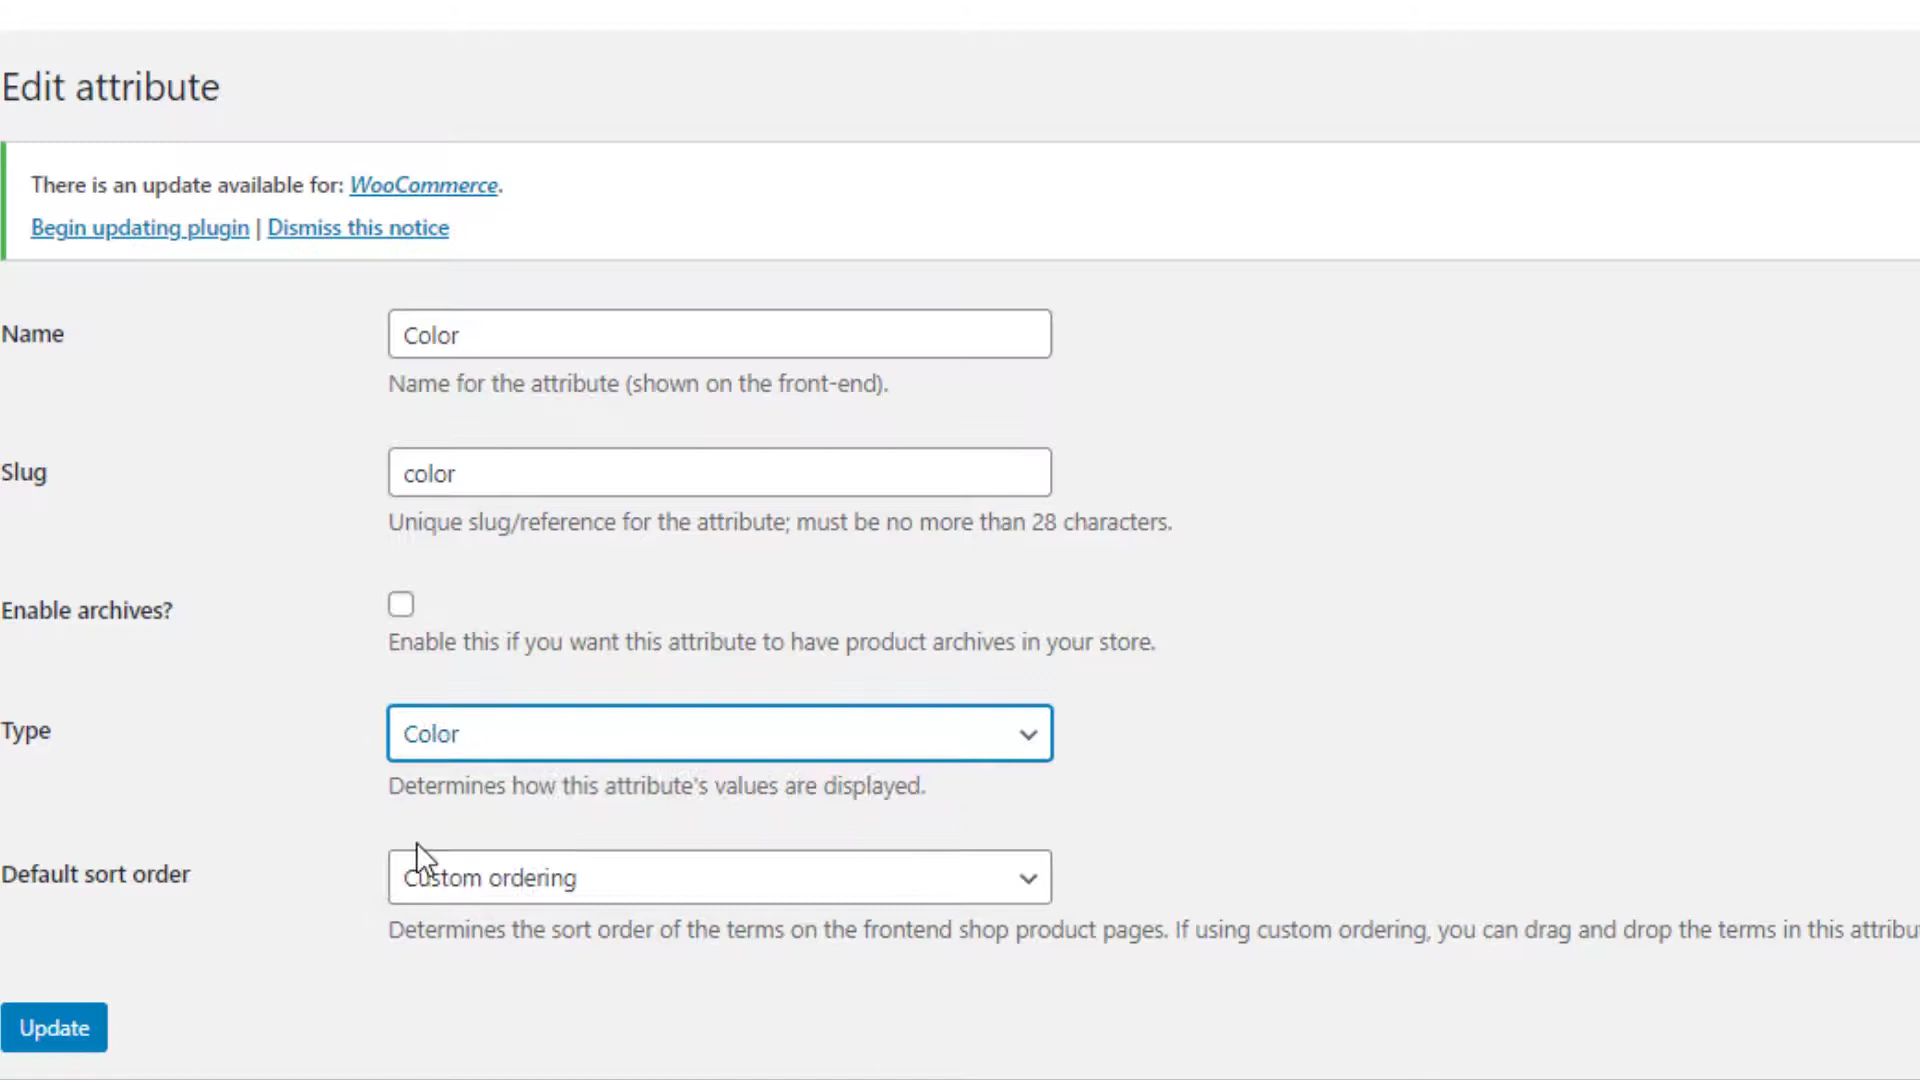 Edit attribute
There is an update available for: WooCommerce.
Begin updating plugin | Dismiss this notice
Name
Color
Name for the attribute (shown on the front-end).
Slug
color
Unique slug/reference for the attribute; must be no more than 28 characters.
Enable archives?
Enable this if you want this attribute to have product archives in your store.
Type
Color
Determines how this attribute's values are displayed.
Default sort order
Custom ordering
Determines the sort order of the terms on the frontend shop product pages. If using custom ordering, you can drag and drop the terms in this
Update